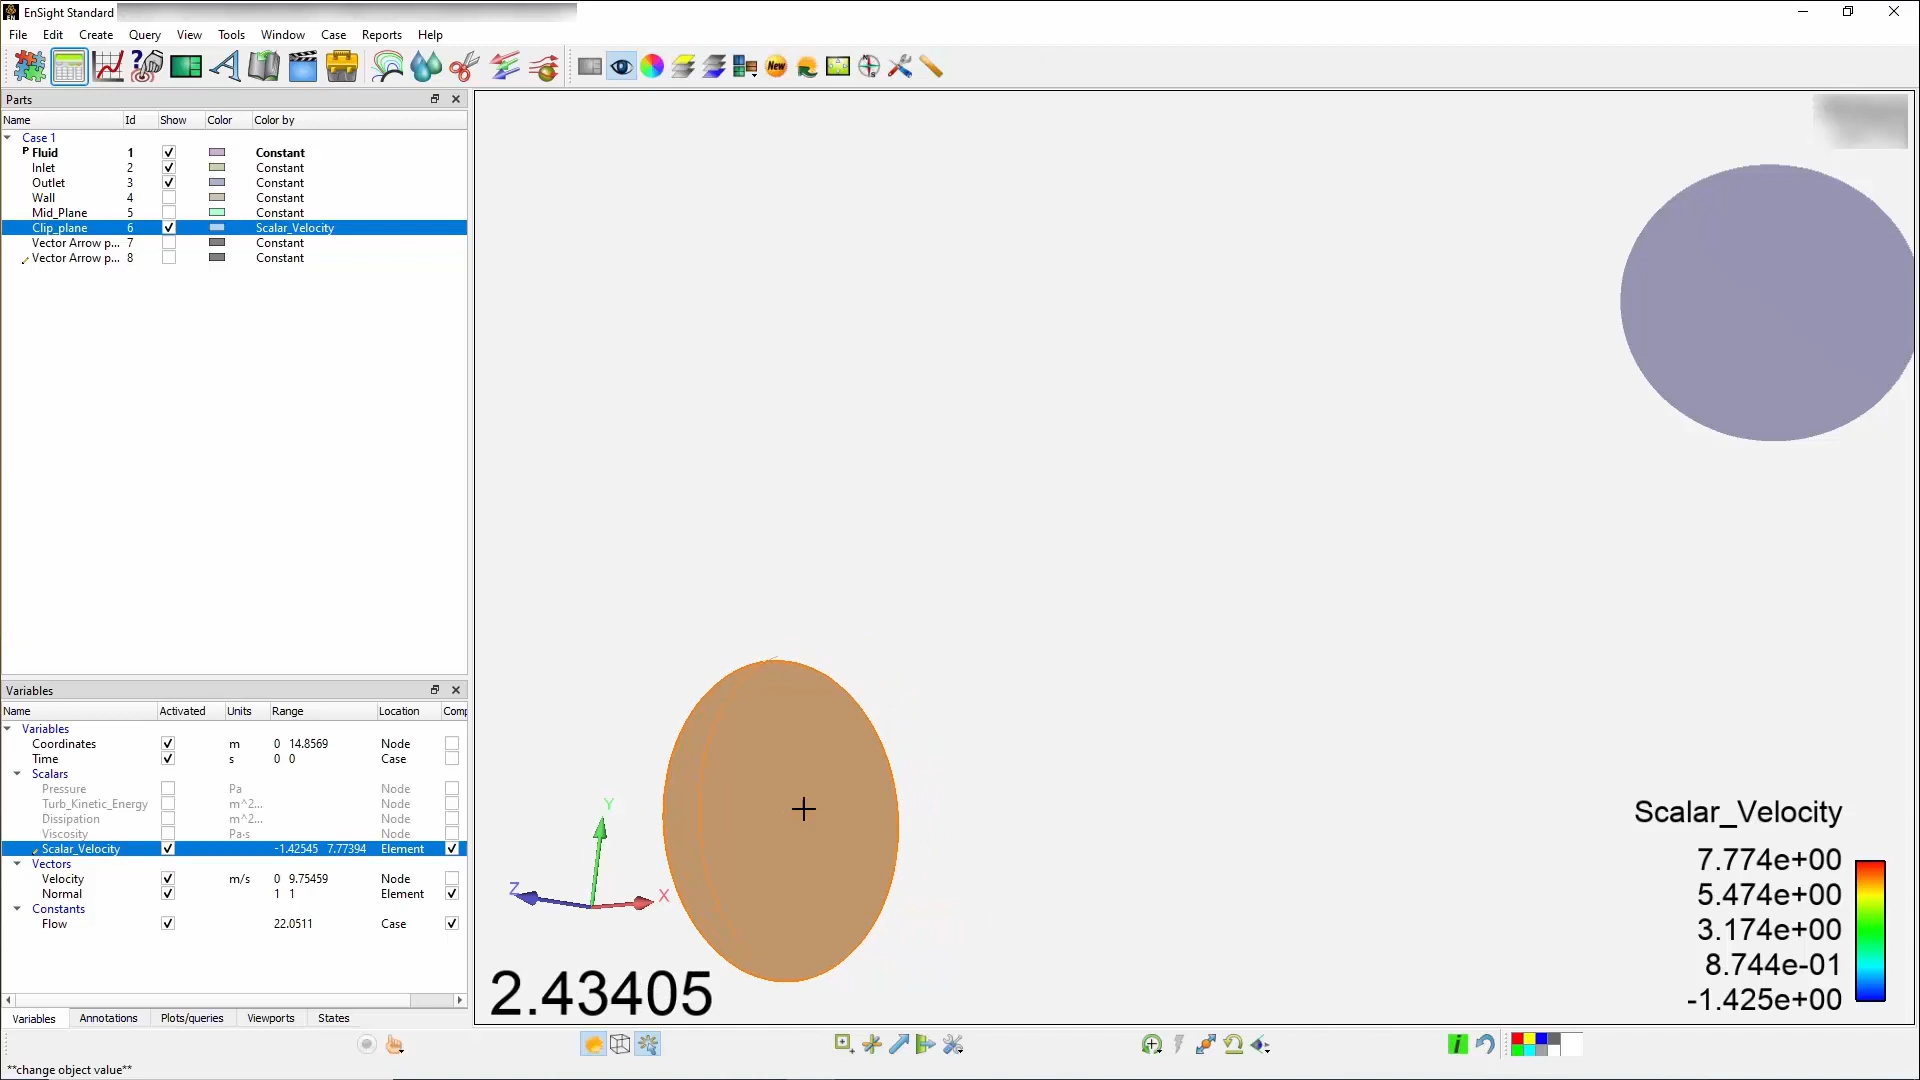 EnSight Standard
File Edit Create Query View Tools Window Case Reports Help
New
Parts
Name Id Show Color Color by
Case 1
P Fluid 1 Constant
Inlet 2 Constant
Outlet 3 Constant
Wall 4 Constant
Mid_Plane 5 Constant
Clip_plane 6 Scalar_Velocity
Vector Arrow p... 7 Constant
Vector Arrow p... 8 Constant
Variables
Name Activated Units Range Location Comp
Variables
Coordinates m 0 14.8569 Node
Time s 0 0 Case
Scalars
Pressure Pa Node
Turb_Kinetic_Energy m^2... Node
Dissipation m^2... Node
Viscosity Pa·s Node
Scalar_Velocity -1.42545 7.77394 Element
Vectors
Velocity m/s 0 9.75459 Node
Normal 1 1 Element
Constants
Flow 22.0511 Case
Variables Annotations Plots/queries Viewports States
**change object value**
Y
Z
X
2.43405
Scalar_Velocity
7.774e+00
5.474e+00
3.174e+00
8.744e-01
-1.425e+00